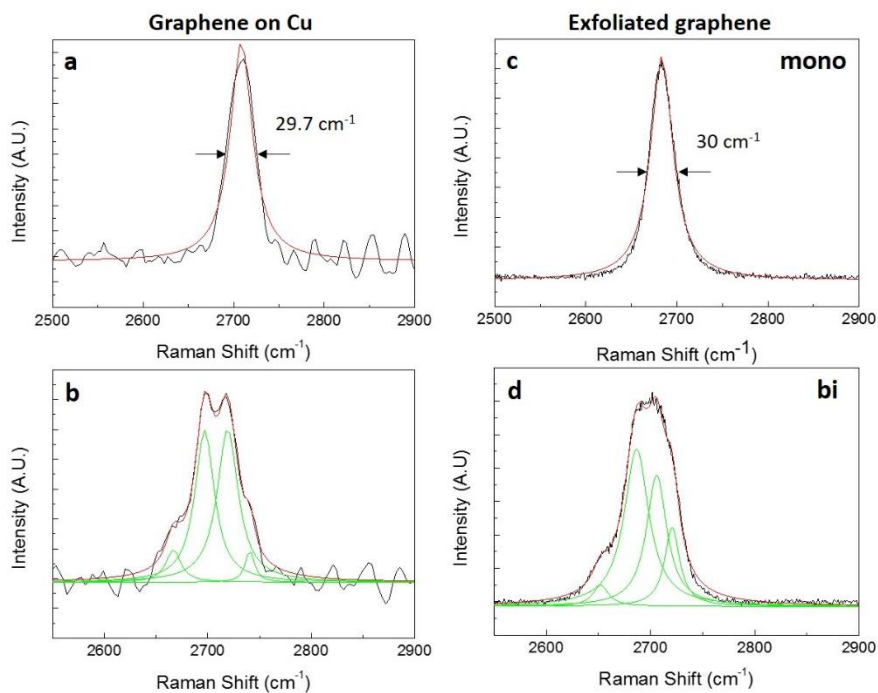 Graphene on Cu
Exfoliated graphene
a
29.7 cm⁻¹
Intensity (A.U.)
2500 2600 2700 2800 2900
Raman Shift (cm⁻¹)
c
mono
30 cm⁻¹
Intensity (A.U.)
2500 2600 2700 2800 2900
Raman Shift (cm⁻¹)
b
Intensity (A.U.)
2600 2700 2800 2900
Raman Shift (cm⁻¹)
d
bi
Intensity (A.U)
2600 2700 2800 2900
Raman Shift (cm⁻¹)